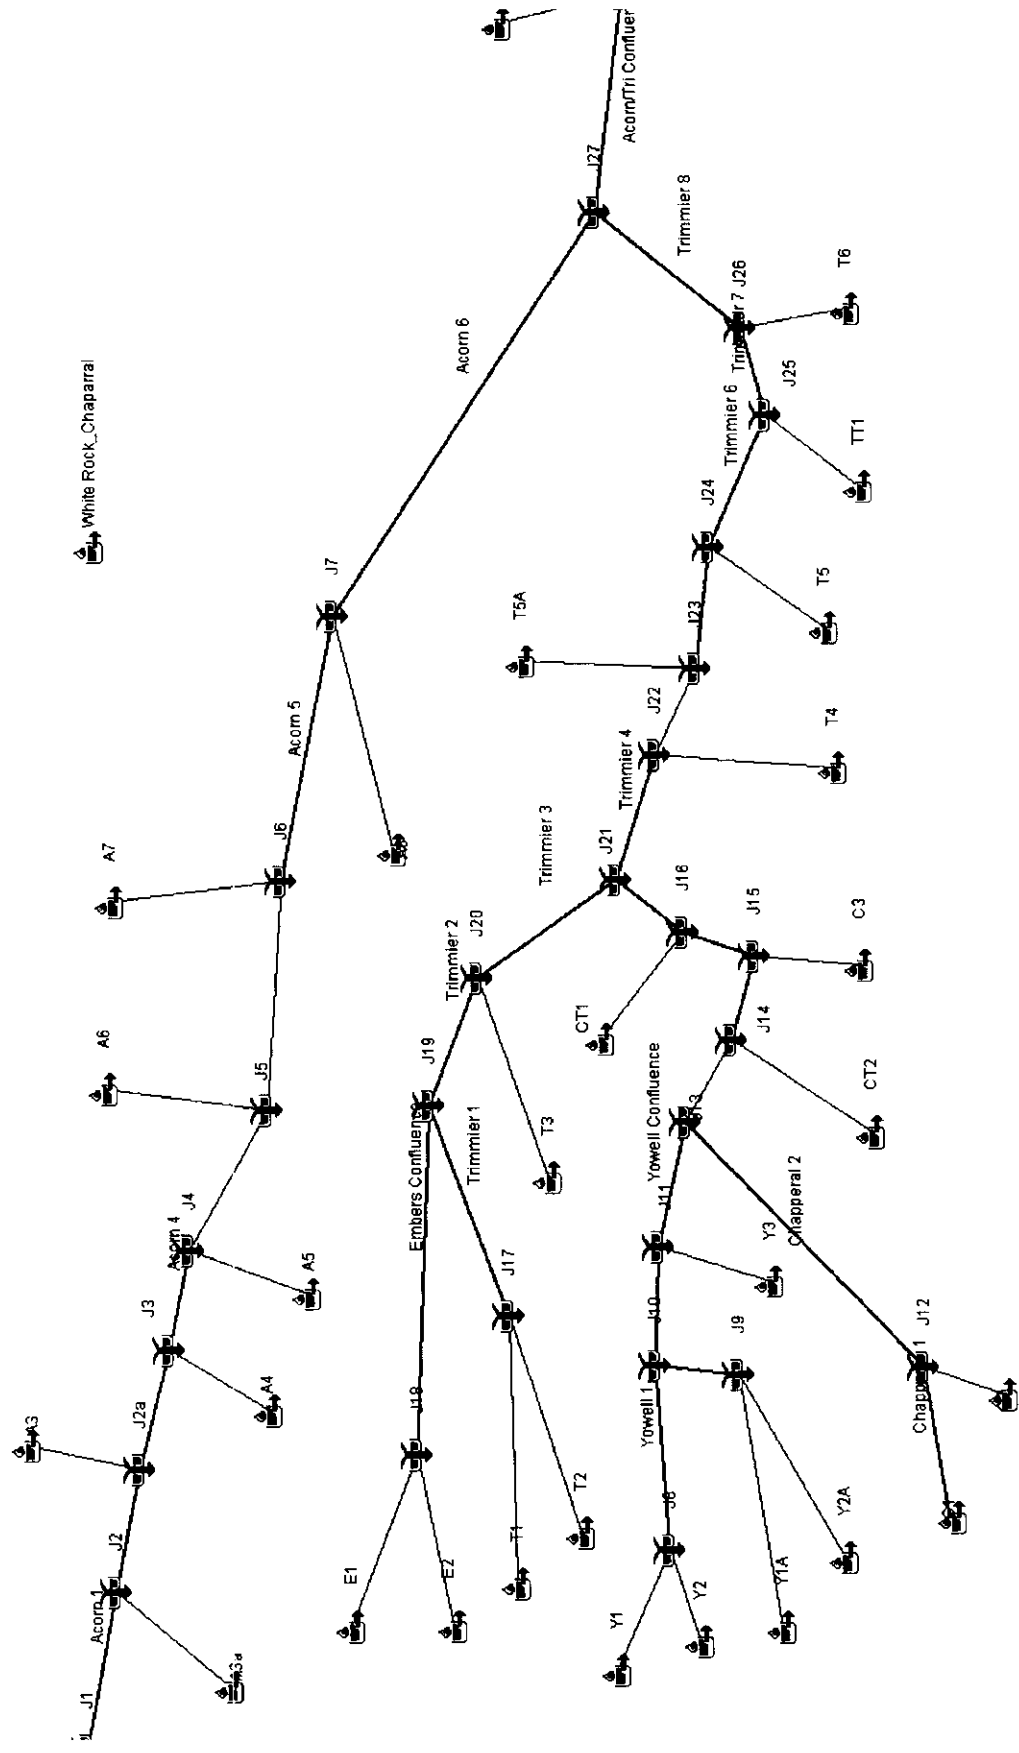 Acorn/Tri Confluer
J27
Trimmier 8
J26
T6
Acorn 6
White Rock_Chaparral
J25
Trimmier 6
TT1
J24
J7
T5A
J23
T5
Acorn 5
J22
T4
Trimmier 4
J6
A7
Trimmier 3
J21
J16
J15
C3
Trimmier 2
J20
CT1
J14
A6
J5
J19
CT2
Embers Confluence
Trimmier 1
T3
Yowell Confluence
J11
Chapperal 2
Y3
J4
Acorn 4
A5
J17
J3
J10
J9
J12
A4
J2a
A3
J18
Yowell 1
T2
T1
Y2A
J2
E1
E2
Y1
Y2
Y1A
Acorn 1
J1